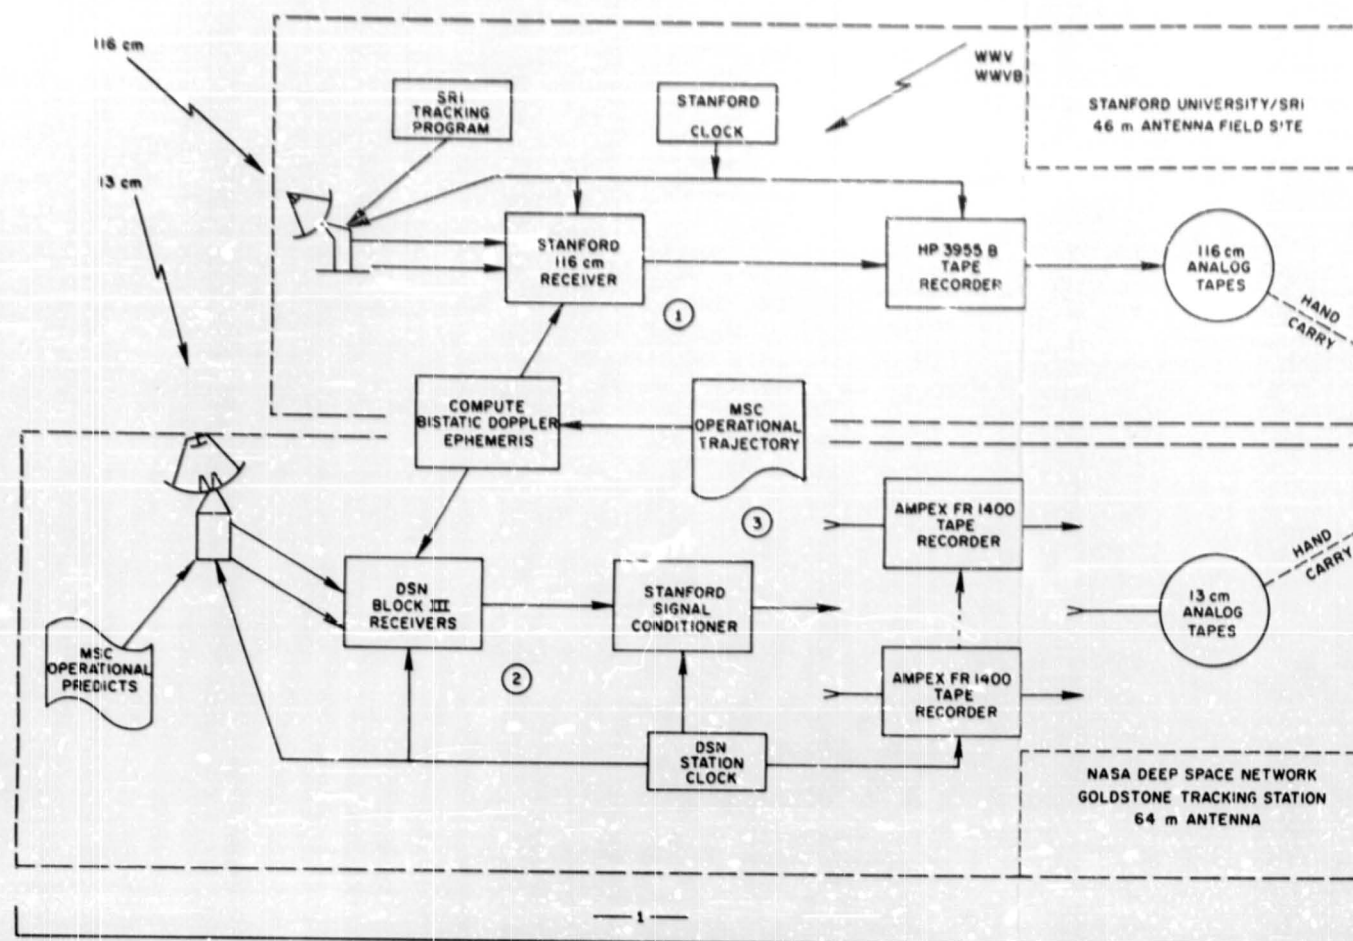 116 cm
13 cm
SRI
TRACKING
PROGRAM
STANFORD
CLOCK
WWV
WWVB
STANFORD UNIVERSITY/SRI
46 m ANTENNA FIELD SITE
STANFORD
116 cm
RECEIVER
1
HP 3955 B
TAPE
RECORDER
116 cm
ANALOG
TAPES
HAND
CARRY
COMPUTE
BISTATIC DOPPLER
EPHEMERIS
MSC
OPERATIONAL
TRAJECTORY
3
AMPEX FR 1400
TAPE
RECORDER
HAND
CARRY
13 cm
ANALOG
TAPES
DSN
BLOCK III
RECEIVERS
2
STANFORD
SIGNAL
CONDITIONER
MSC
OPERATIONAL
PREDICTS
AMPEX FR 1400
TAPE
RECORDER
DSN
STATION
CLOCK
NASA DEEP SPACE NETWORK
GOLDSTONE TRACKING STATION
64 m ANTENNA
1